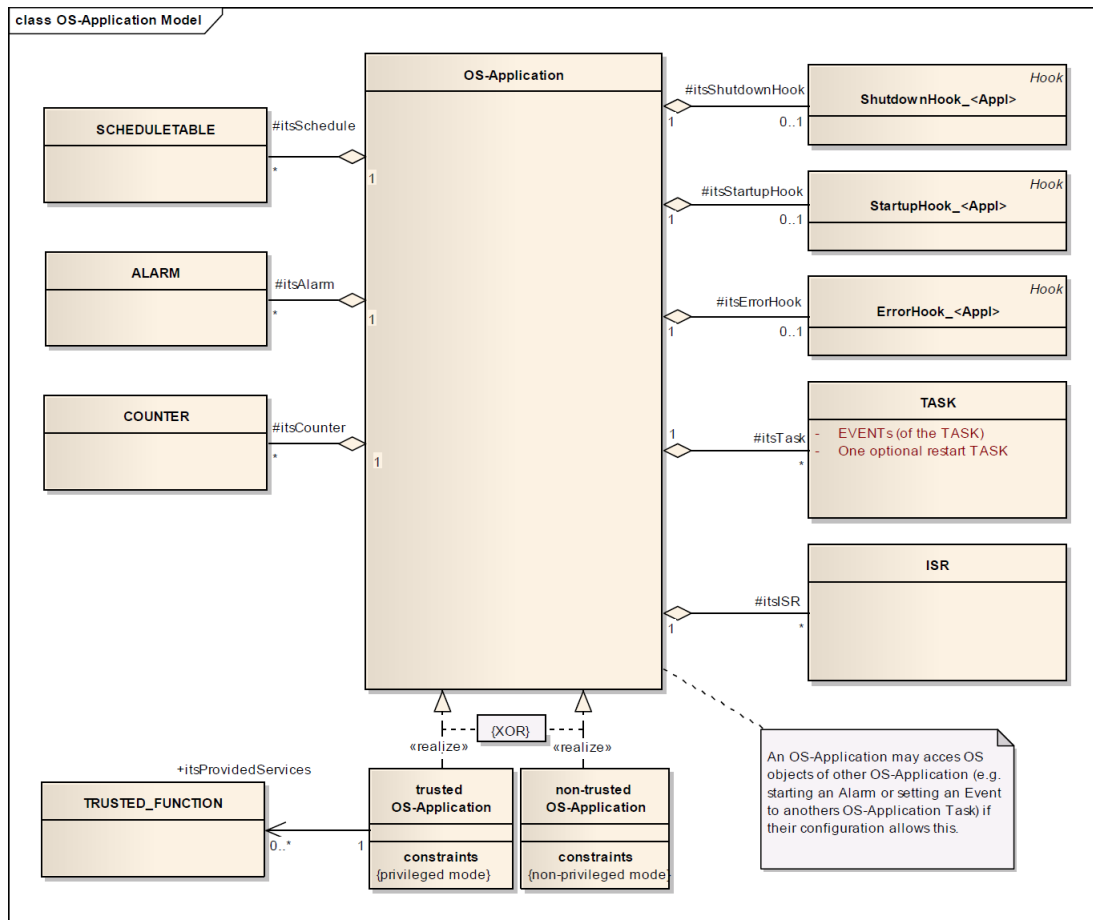 class OS-Application Model
OS-Application
SCHEDULETABLE
#itsSchedule
*
1
ALARM
#itsAlarm
*
1
COUNTER
#itsCounter
*
1
#itsShutdownHook
1
0..1
Hook
ShutdownHook_<Appl>
#itsStartupHook
1
0..1
Hook
StartupHook_<Appl>
#itsErrorHook
1
0..1
Hook
ErrorHook_<Appl>
1
#itsTask
*
TASK
- EVENTs (of the TASK)
- One optional restart TASK
#itsISR
1
*
ISR
{XOR}
«realize»
«realize»
+itsProvidedServices
TRUSTED_FUNCTION
0..*
1
trusted
OS-Application
constraints
{privileged mode}
non-trusted
OS-Application
constraints
{non-privileged mode}
An OS-Application may acces OS
objects of other OS-Application (e.g.
starting an Alarm or setting an Event
to anothers OS-Application Task) if
their configuration allows this.